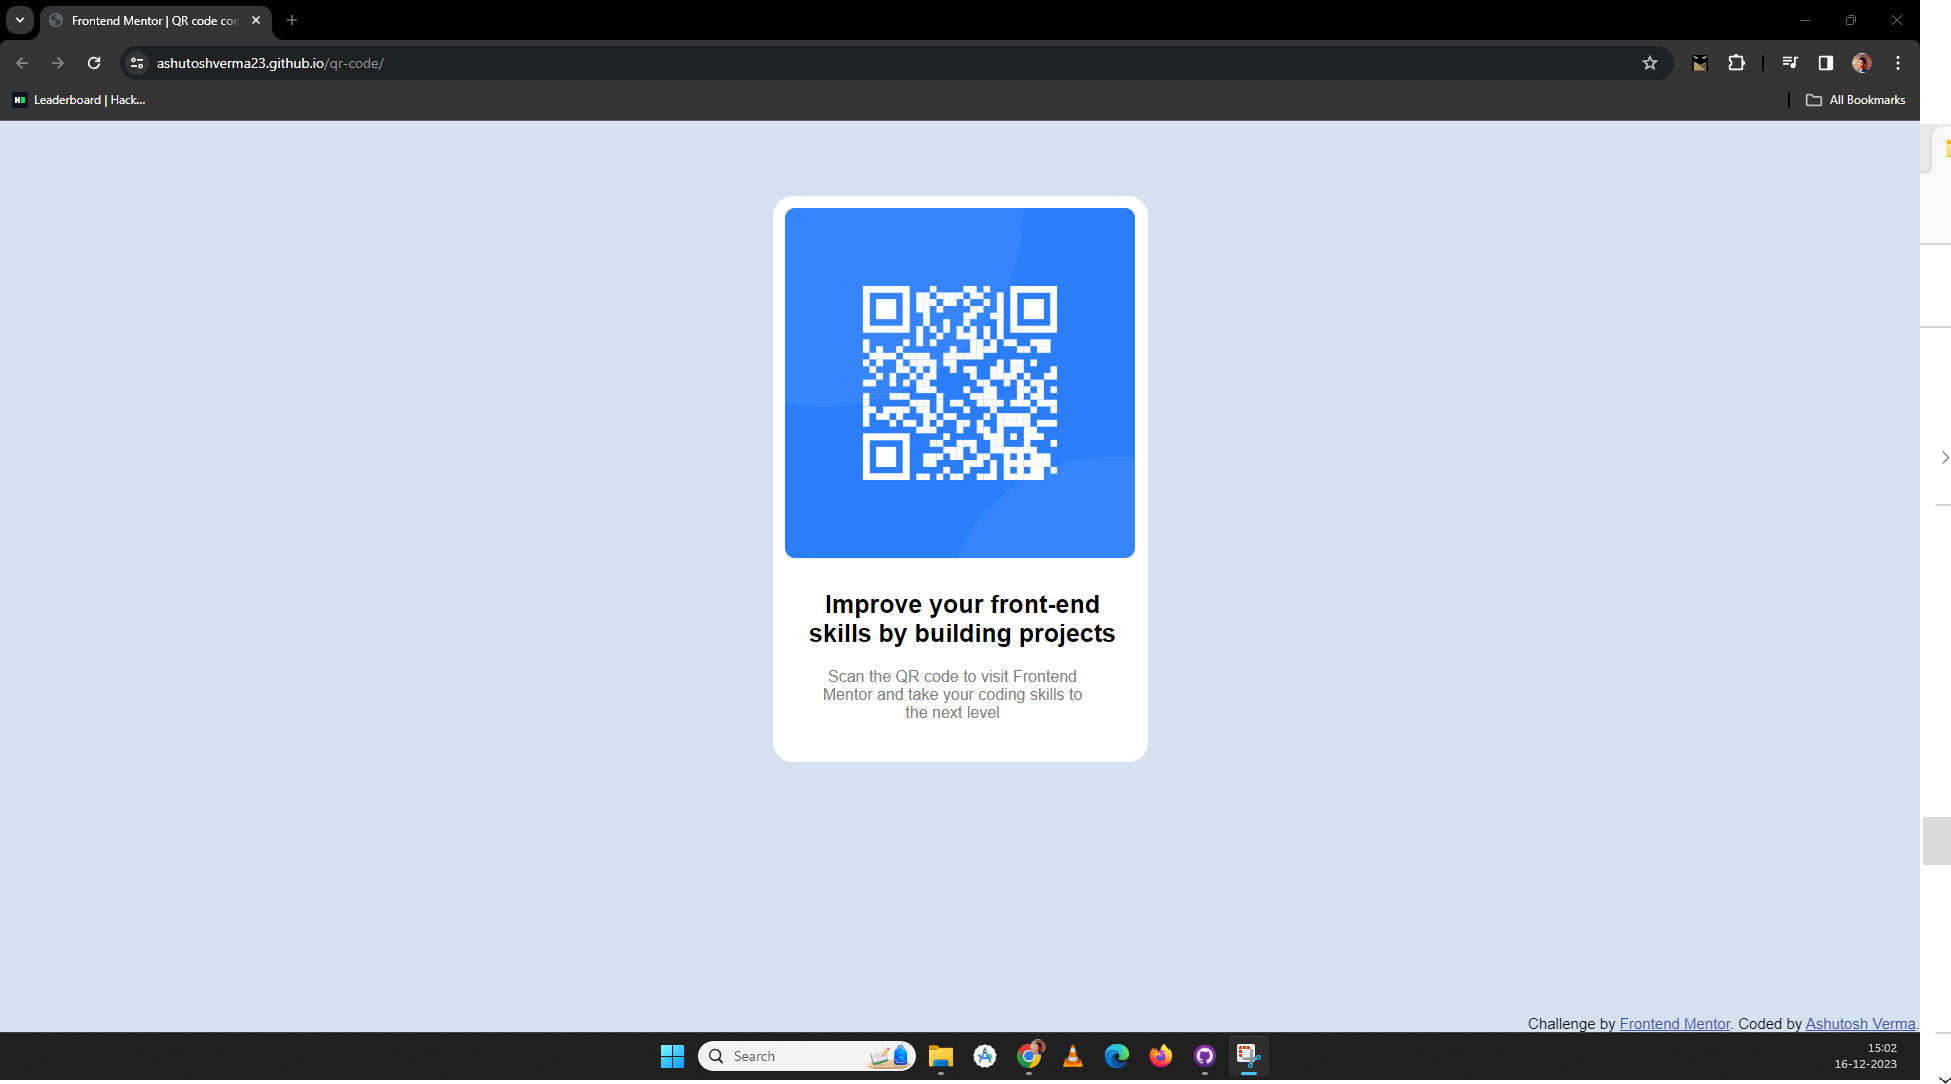 Frontend Mentor | QR code con
ashutoshverma23.github.io/qr-code/
Leaderboard | Hack...
All Bookmarks
Improve your front-end
skills by building projects
Scan the QR code to visit Frontend
Mentor and take your coding skills to
the next level
Challenge by Frontend Mentor. Coded by Ashutosh Verma.
Search
15:02
16-12-2023